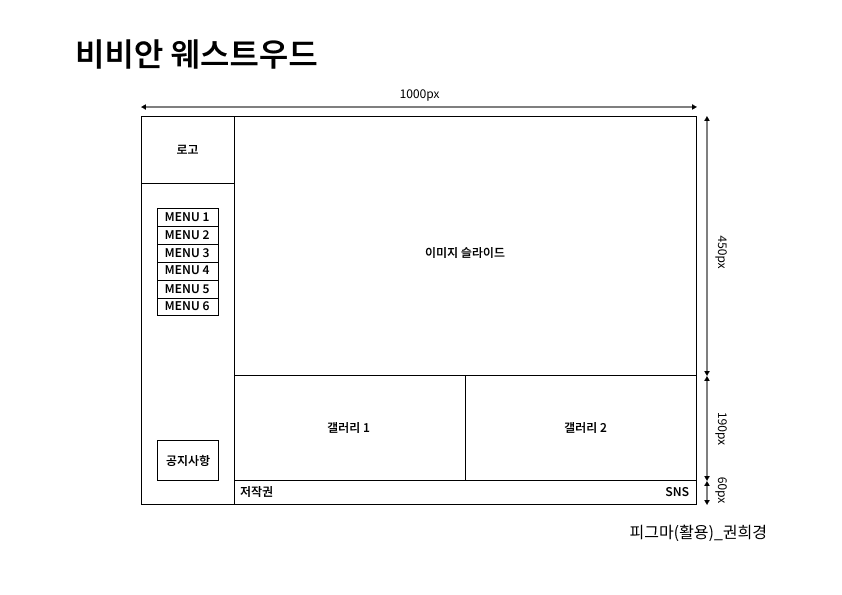 비비안 웨스트우드
1000px
로고
MENU 1
MENU 2
MENU 3
MENU 4
MENU 5
MENU 6
이미지 슬라이드
450px
갤러리 1
갤러리 2
190px
공지사항
저작권
SNS
60px
피그마(활용)_권희경